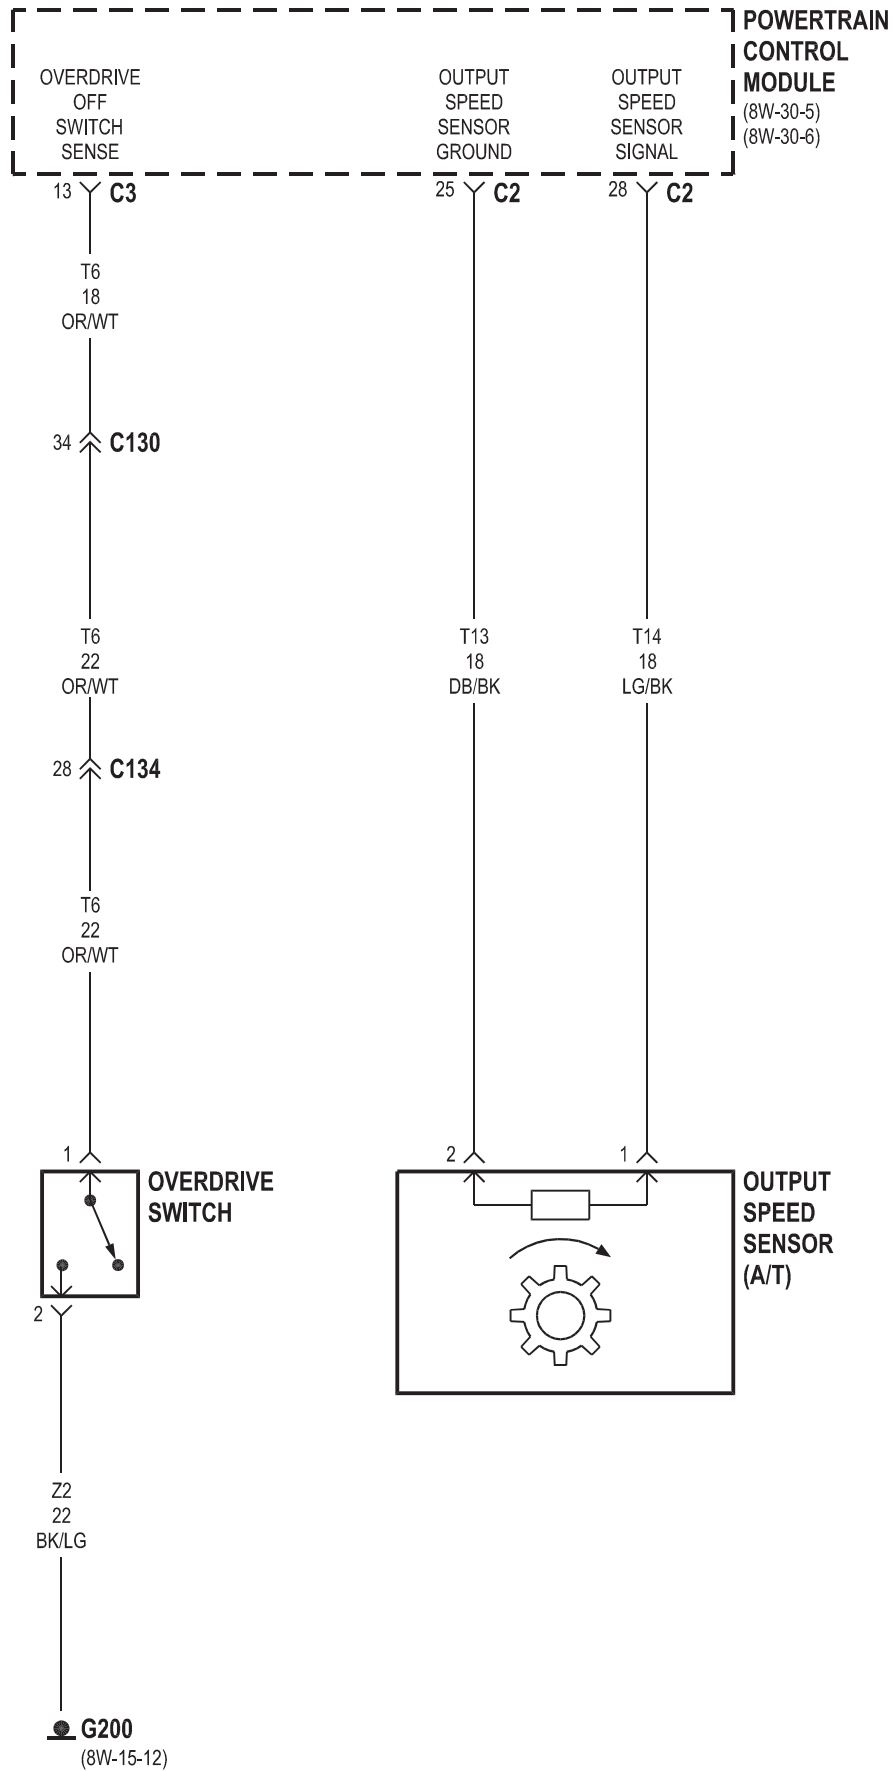 POWERTRAIN
CONTROL
MODULE
(8W-30-5)
(8W-30-6)
OVERDRIVE
OFF
SWITCH
SENSE
OUTPUT
SPEED
SENSOR
GROUND
OUTPUT
SPEED
SENSOR
SIGNAL
13 C3
25 C2
28 C2
T6
18
OR/WT
34 C130
T6
22
OR/WT
T13
18
DB/BK
T14
18
LG/BK
28 C134
T6
22
OR/WT
1
2
1
OVERDRIVE
SWITCH
OUTPUT
SPEED
SENSOR
(A/T)
2
Z2
22
BK/LG
G200
(8W-15-12)